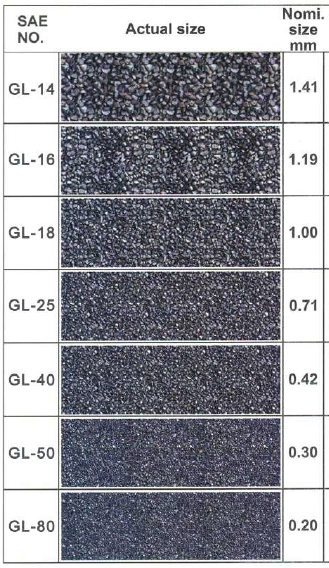 SAE
NO.
Actual size
Nomi.
size
mm
GL-14 1.41
GL-16 1.19
GL-18 1.00
GL-25 0.71
GL-40 0.42
GL-50 0.30
GL-80 0.20